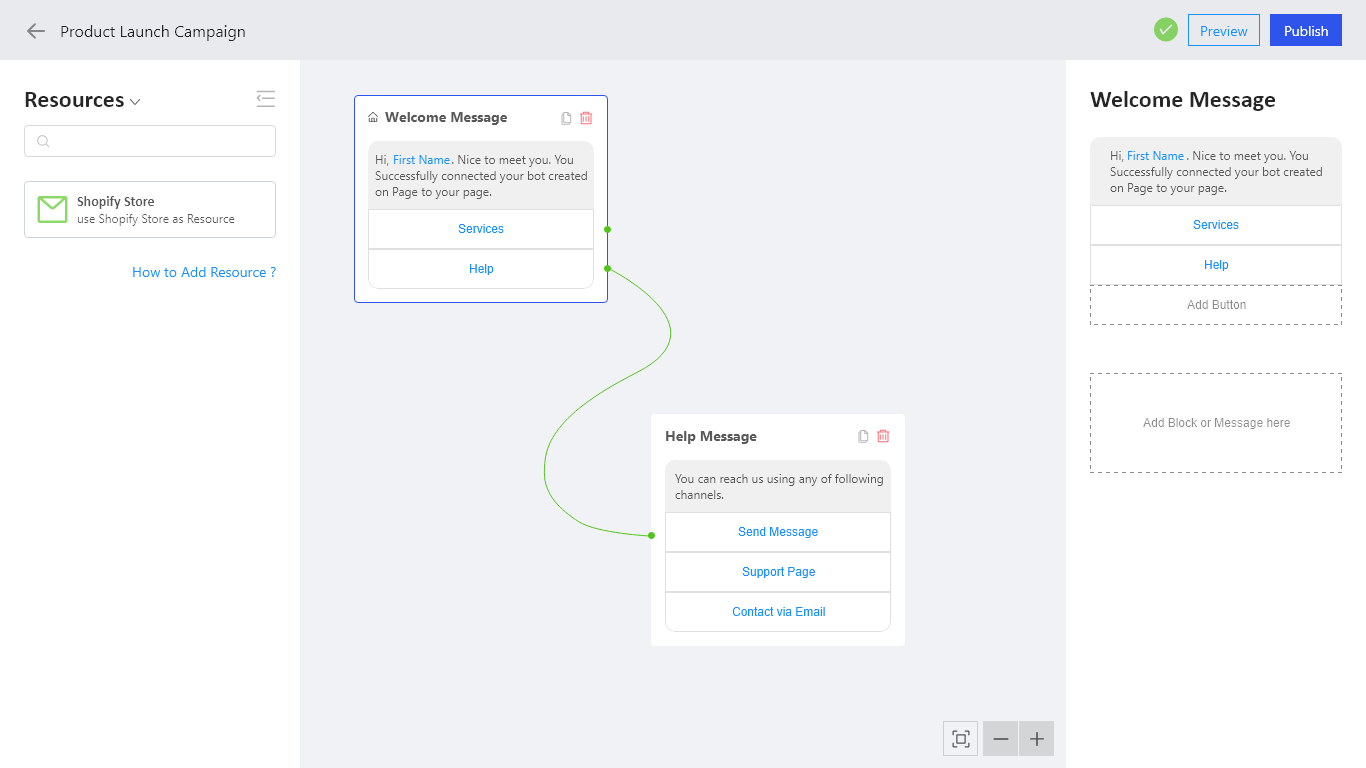 Product Launch Campaign
Preview
Publish
Resources
Shopify Store
use Shopify Store as Resource
How to Add Resource ?
Welcome Message
Hi, First Name. Nice to meet you. You
Successfully connected your bot created
on Page to your page.
Services
Help
Help Message
You can reach us using any of following
channels.
Send Message
Support Page
Contact via Email
Welcome Message
Hi, First Name. Nice to meet you. You
Successfully connected your bot created
on Page to your page.
Services
Help
Add Button
Add Block or Message here